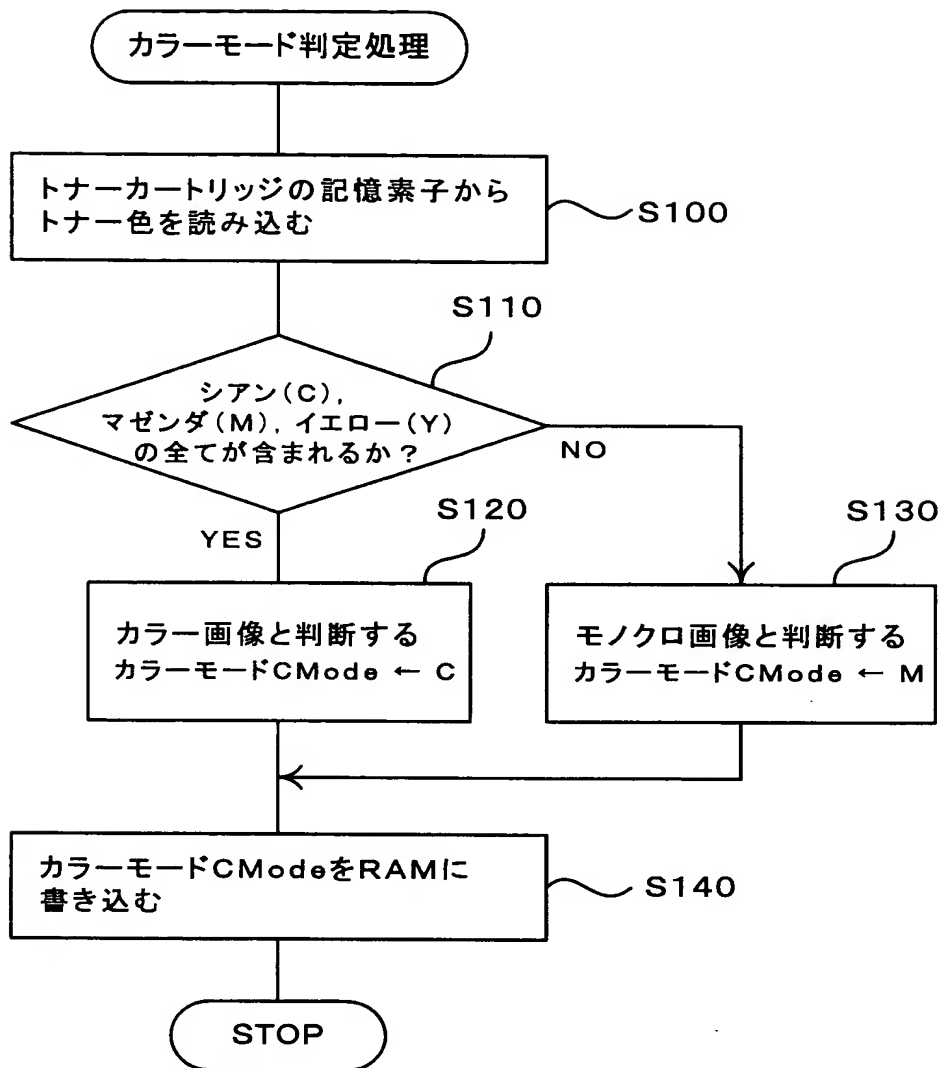 カラーモード判定処理
トナーカートリッジの記憶素子から
トナー色を読み込む
S100
S110
シアン(C),
マゼンダ(M), イエロー(Y)
の全てが含まれるか?
NO
YES
S120
S130
カラー画像と判断する
カラーモードCMode ← C
モノクロ画像と判断する
カラーモードCMode ← M
カラーモードCModeをRAMに
書き込む
S140
STOP